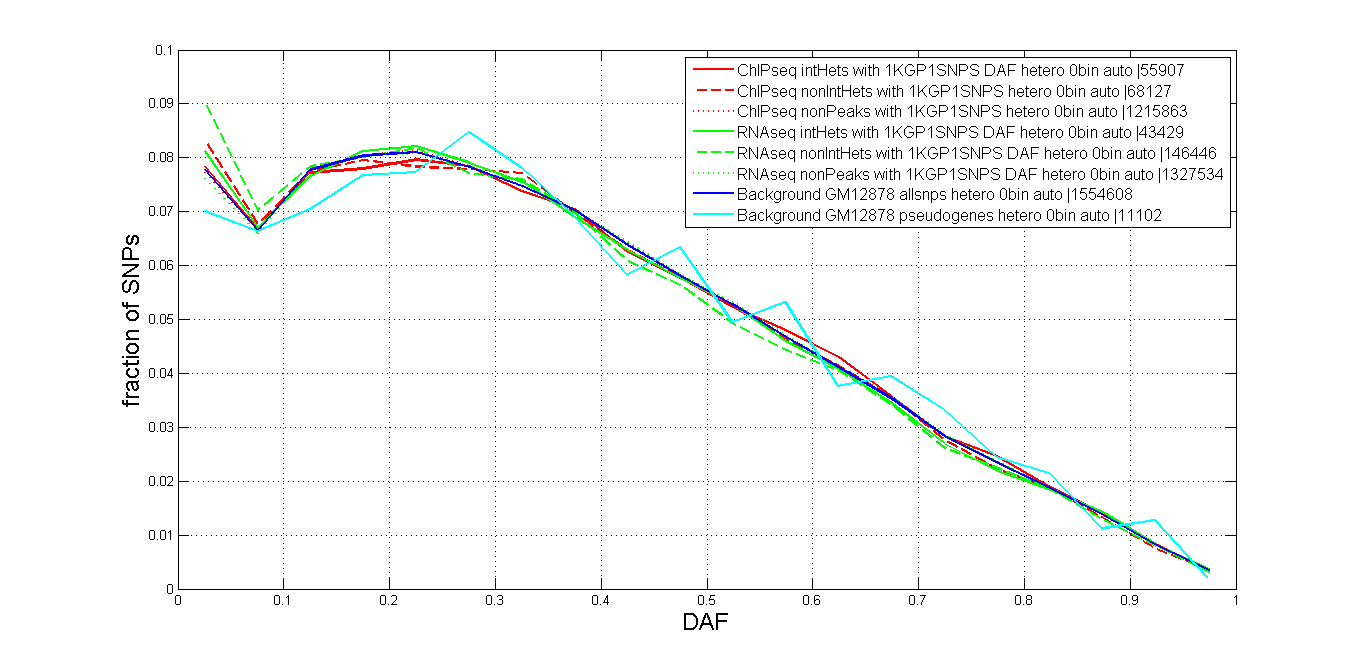 0.1
0.09
0.08
0.07
0.06
0.05
0.04
0.03
0.02
0.01
0
fraction of SNPs
ChIPseq intHets with 1KGP1SNPS DAF hetero 0bin auto |55907
ChIPseq nonIntHets with 1KGP1SNPS hetero 0bin auto |68127
ChIPseq nonPeaks with 1KGP1SNPS hetero 0bin auto |1215863
RNAseq intHets with 1KGP1SNPS DAF hetero 0bin auto |43429
RNAseq nonIntHets with 1KGP1SNPS DAF hetero 0bin auto |146446
RNAseq nonPeaks with 1KGP1SNPS DAF hetero 0bin auto |1327534
Background GM12878 allsnps hetero 0bin auto |1554608
Background GM12878 pseudogenes hetero 0bin auto |11102
0 0.1 0.2 0.3 0.4 0.5 0.6 0.7 0.8 0.9 1
DAF